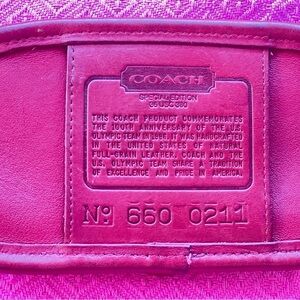 COACH
SPECIAL EDITION
36 USC 380
THIS COACH PRODUCT COMMEMORATES
THE 100TH ANNIVERSARY OF THE U.S.
OLYMPIC TEAM IN 1996. IT WAS HANDCRAFTED
IN THE UNITED STATES OF NATURAL
FULL-GRAIN LEATHER. COACH AND THE
U.S. OLYMPIC TEAM SHARE A TRADITION
OF EXCELLENCE AND PRIDE IN AMERICA.
Nº 660 0211